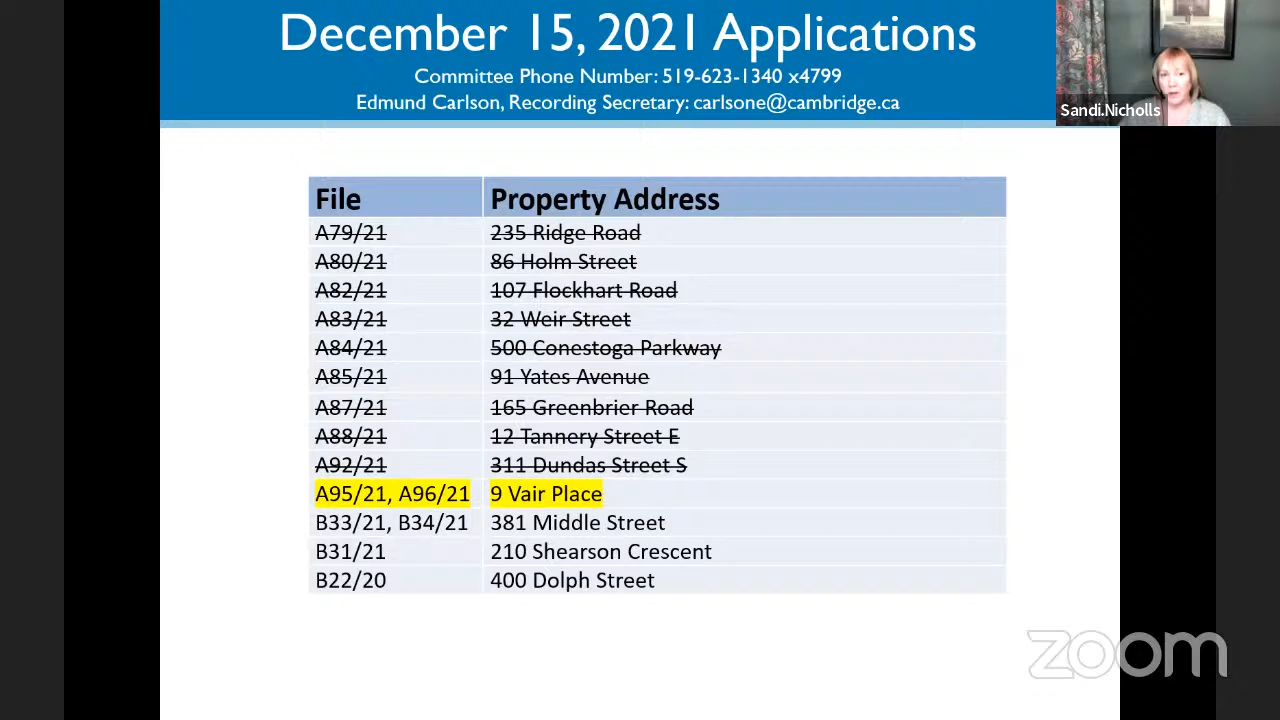 December 15, 2021 Applications
Committee Phone Number: 519-623-1340 x4799
Edmund Carlson, Recording Secretary: carlsone@cambridge.ca
Sandi.Nicholls
File Property Address
A79/21 235 Ridge Road
A80/21 86 Holm Street
A82/21 107 Flockhart Road
A83/21 32 Weir Street
A84/21 500 Conestoga Parkway
A85/21 91 Yates Avenue
A87/21 165 Greenbrier Road
A88/21 12 Tannery Street E
A92/21 311 Dundas Street S
A95/21, A96/21 9 Vair Place
B33/21, B34/21 381 Middle Street
B31/21 210 Shearson Crescent
B22/20 400 Dolph Street
zoom